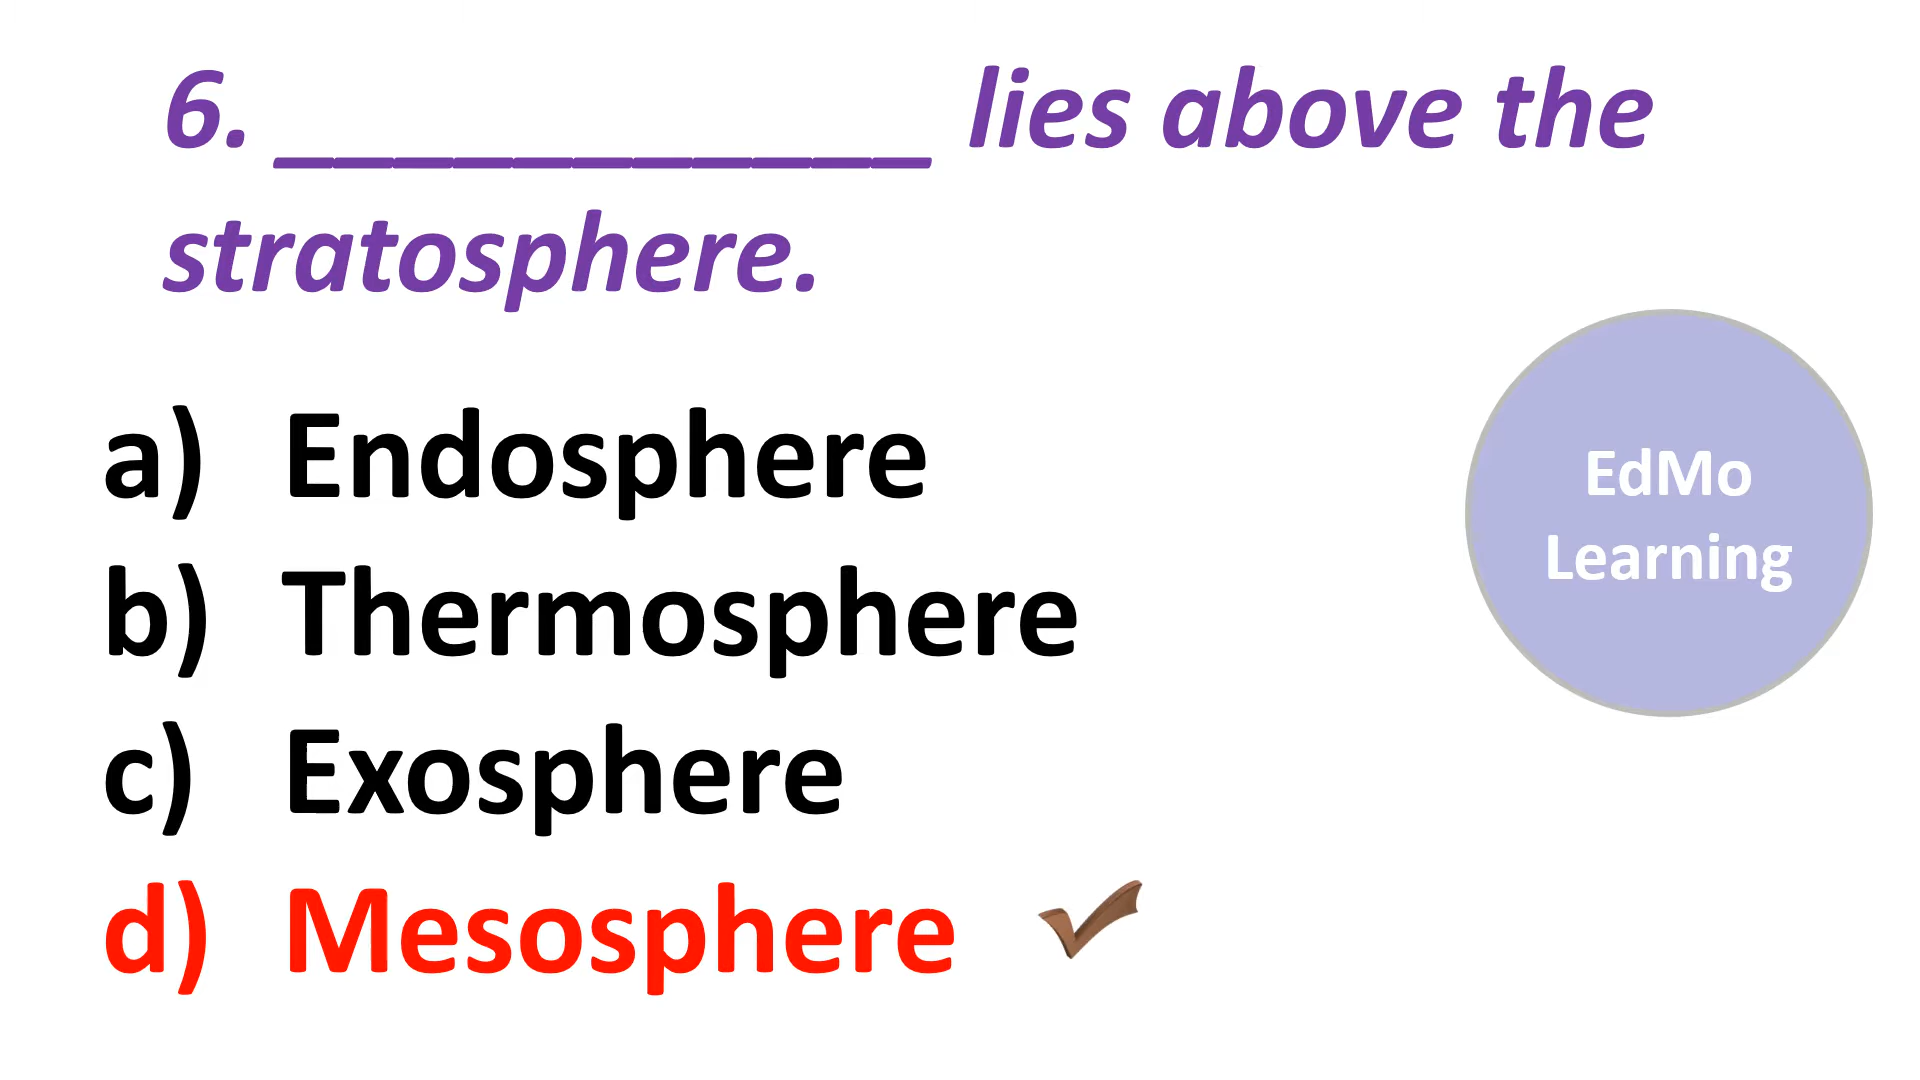 6. ___________ lies above the
stratosphere.
a) Endosphere
b) Thermosphere
c) Exosphere
d) Mesosphere
EdMo
Learning